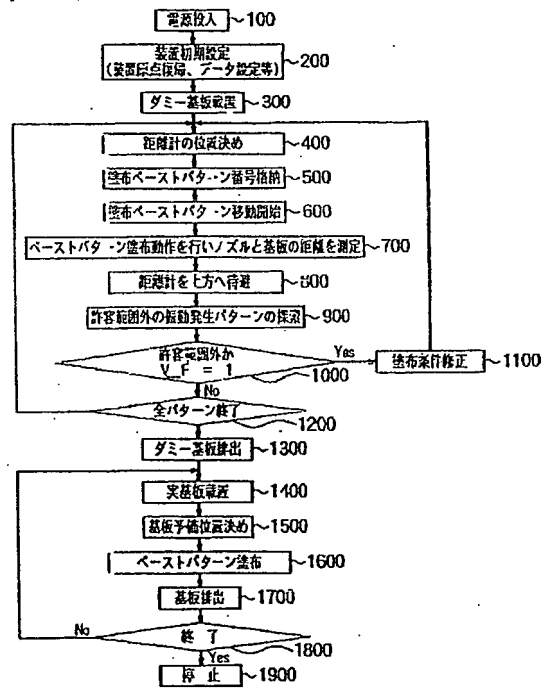 電源投入 100
装置初期設定
(装置原点復局、データ設定等) 200
ダミー基板載置 300
距離計の位置決め 400
塗布ペーストパターン番号格納 500
塗布ペーストパターン移動開始 600
ペーストパターン塗布動作を行いノズルと基板の距離を測定 700
距離計を上方へ待避 800
許容範囲外の振動発生パターンの探索 900
許容範囲外か
V_F = 1
1000
Yes
塗布条件修正 1100
No
全パターン終了
1200
ダミー基板排出 1300
実基板載置 1400
基板予備位置決め 1500
ペーストパターン塗布 1600
基板排出 1700
No
終 了
1800
Yes
停 止 1900